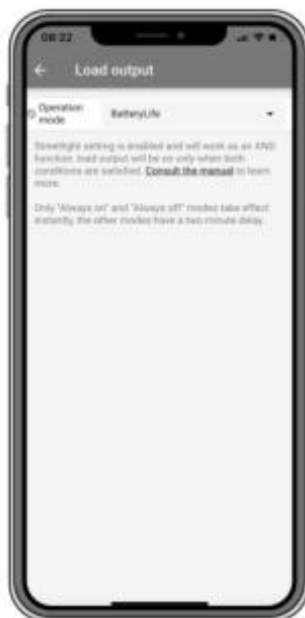 08:22
Load output
Operation
mode
BatteryLife
Streetlight setting is enabled and will work as an AND
function: load output will be on only when both
conditions are satisfied. Consult the manual to learn
more.
Only "Always on" and "Always off" modes take effect
instantly, the other modes have a two minute delay.